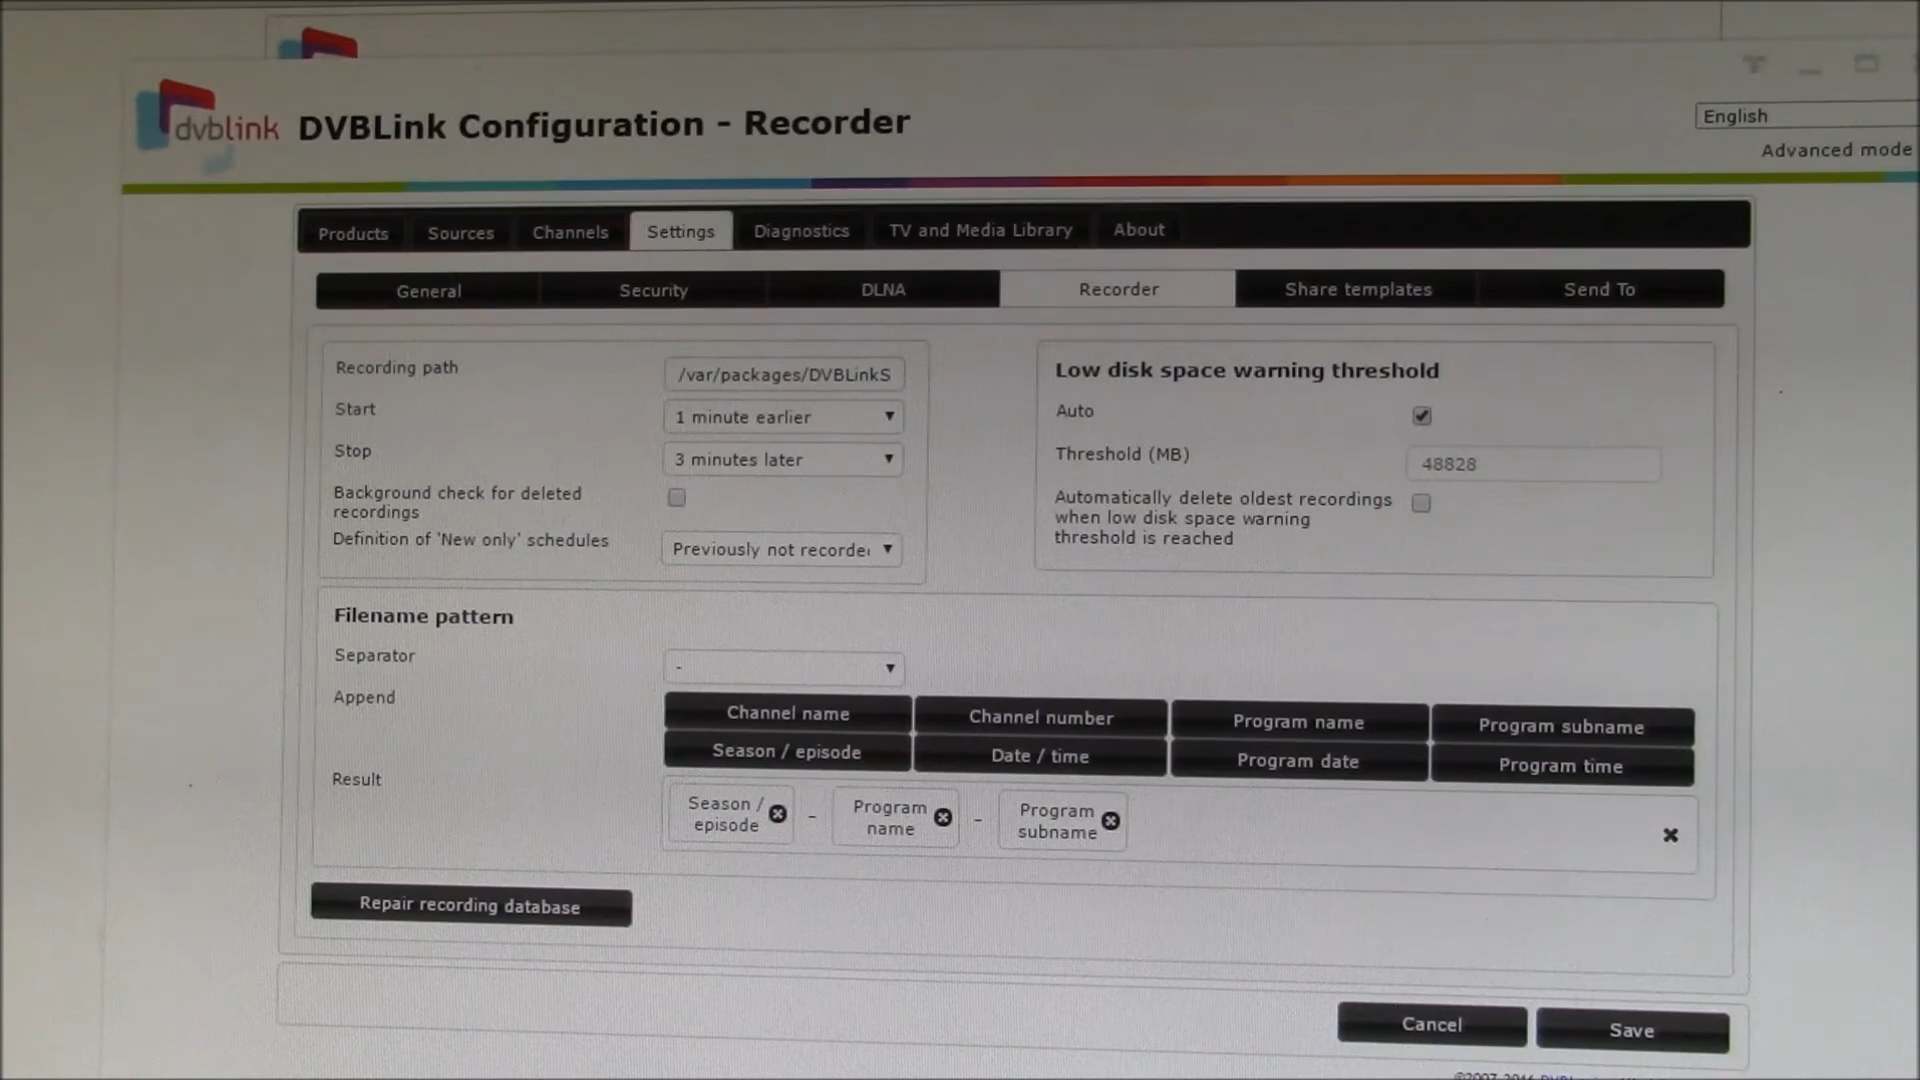 dvblink
DVBLink Configuration - Recorder
English
Advanced mode
Products
Sources
Channels
Settings
Diagnostics
TV and Media Library
About
General
Security
DLNA
Recorder
Share templates
Send To
Recording path
/var/packages/DVBLinkS
Start
1 minute earlier
Stop
3 minutes later
Background check for deleted
recordings
Definition of 'New only' schedules
Previously not recorde
Low disk space warning threshold
Auto
Threshold (MB)
48828
Automatically delete oldest recordings
when low disk space warning
threshold is reached
Filename pattern
Separator
-
Append
Channel name
Channel number
Program name
Program subname
Season / episode
Date / time
Program date
Program time
Result
Season /
episode
-
Program
name
-
Program
subname
Repair recording database
Cancel
Save